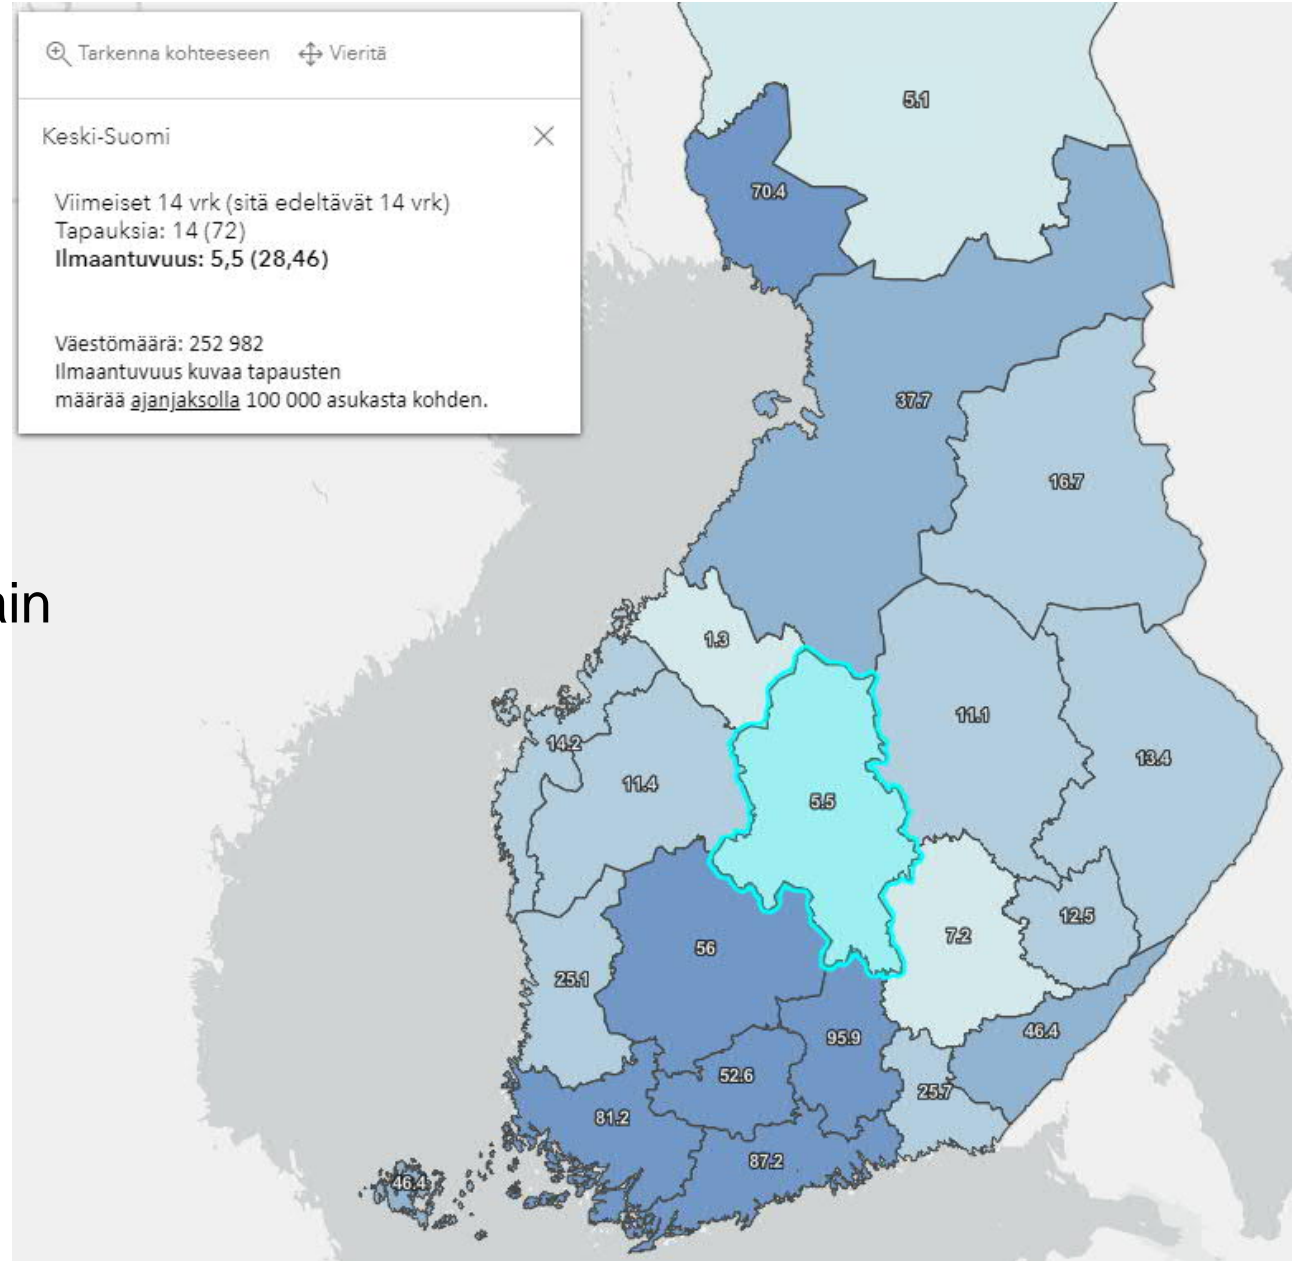 Tarkenna kohteeseen Vieritä
Keski-Suomi
Viimeiset 14 vrk (sitä edeltävät 14 vrk)
Tapauksia: 14 (72)
Ilmaantuvuus: 5,5 (28,46)
Väestömäärä: 252 982
Ilmaantuvuus kuvaa tapausten
määrää ajanjaksolla 100 000 asukasta kohden.
5.1
70.4
37.7
16.7
ain
1.3
11.1
14.2
13.4
11.4
5.5
12.5
7.2
56
25.1
46.4
95.9
52.6
25.7
81.2
87.2
46.4